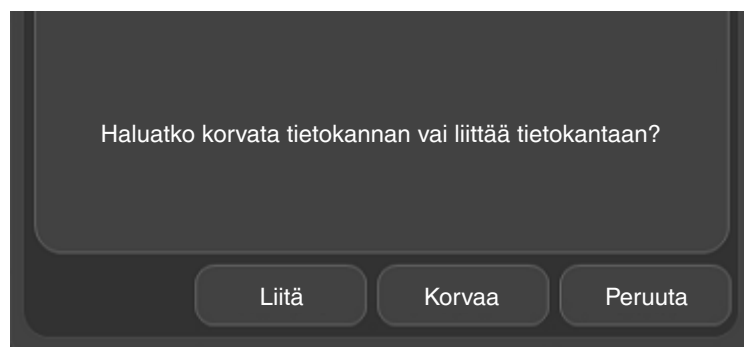 Haluatko korvata tietokannan vai liittää tietokantaan?
Liitä Korvaa Peruuta